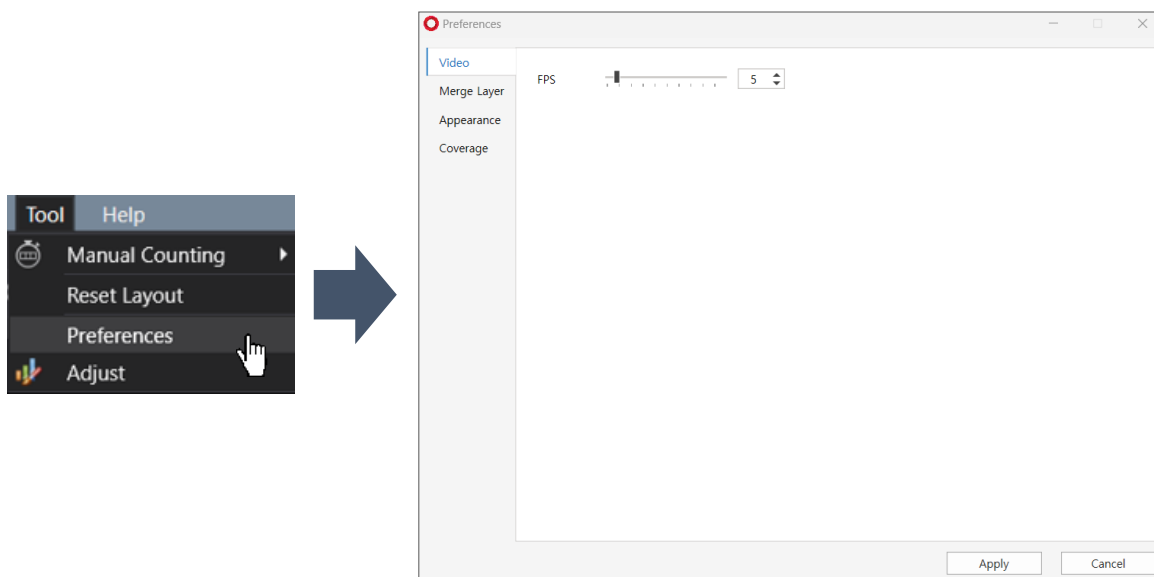 Tool Help
Manual Counting
Reset Layout
Preferences
Adjust
Preferences
Video
Merge Layer
Appearance
Coverage
FPS 5
Apply Cancel